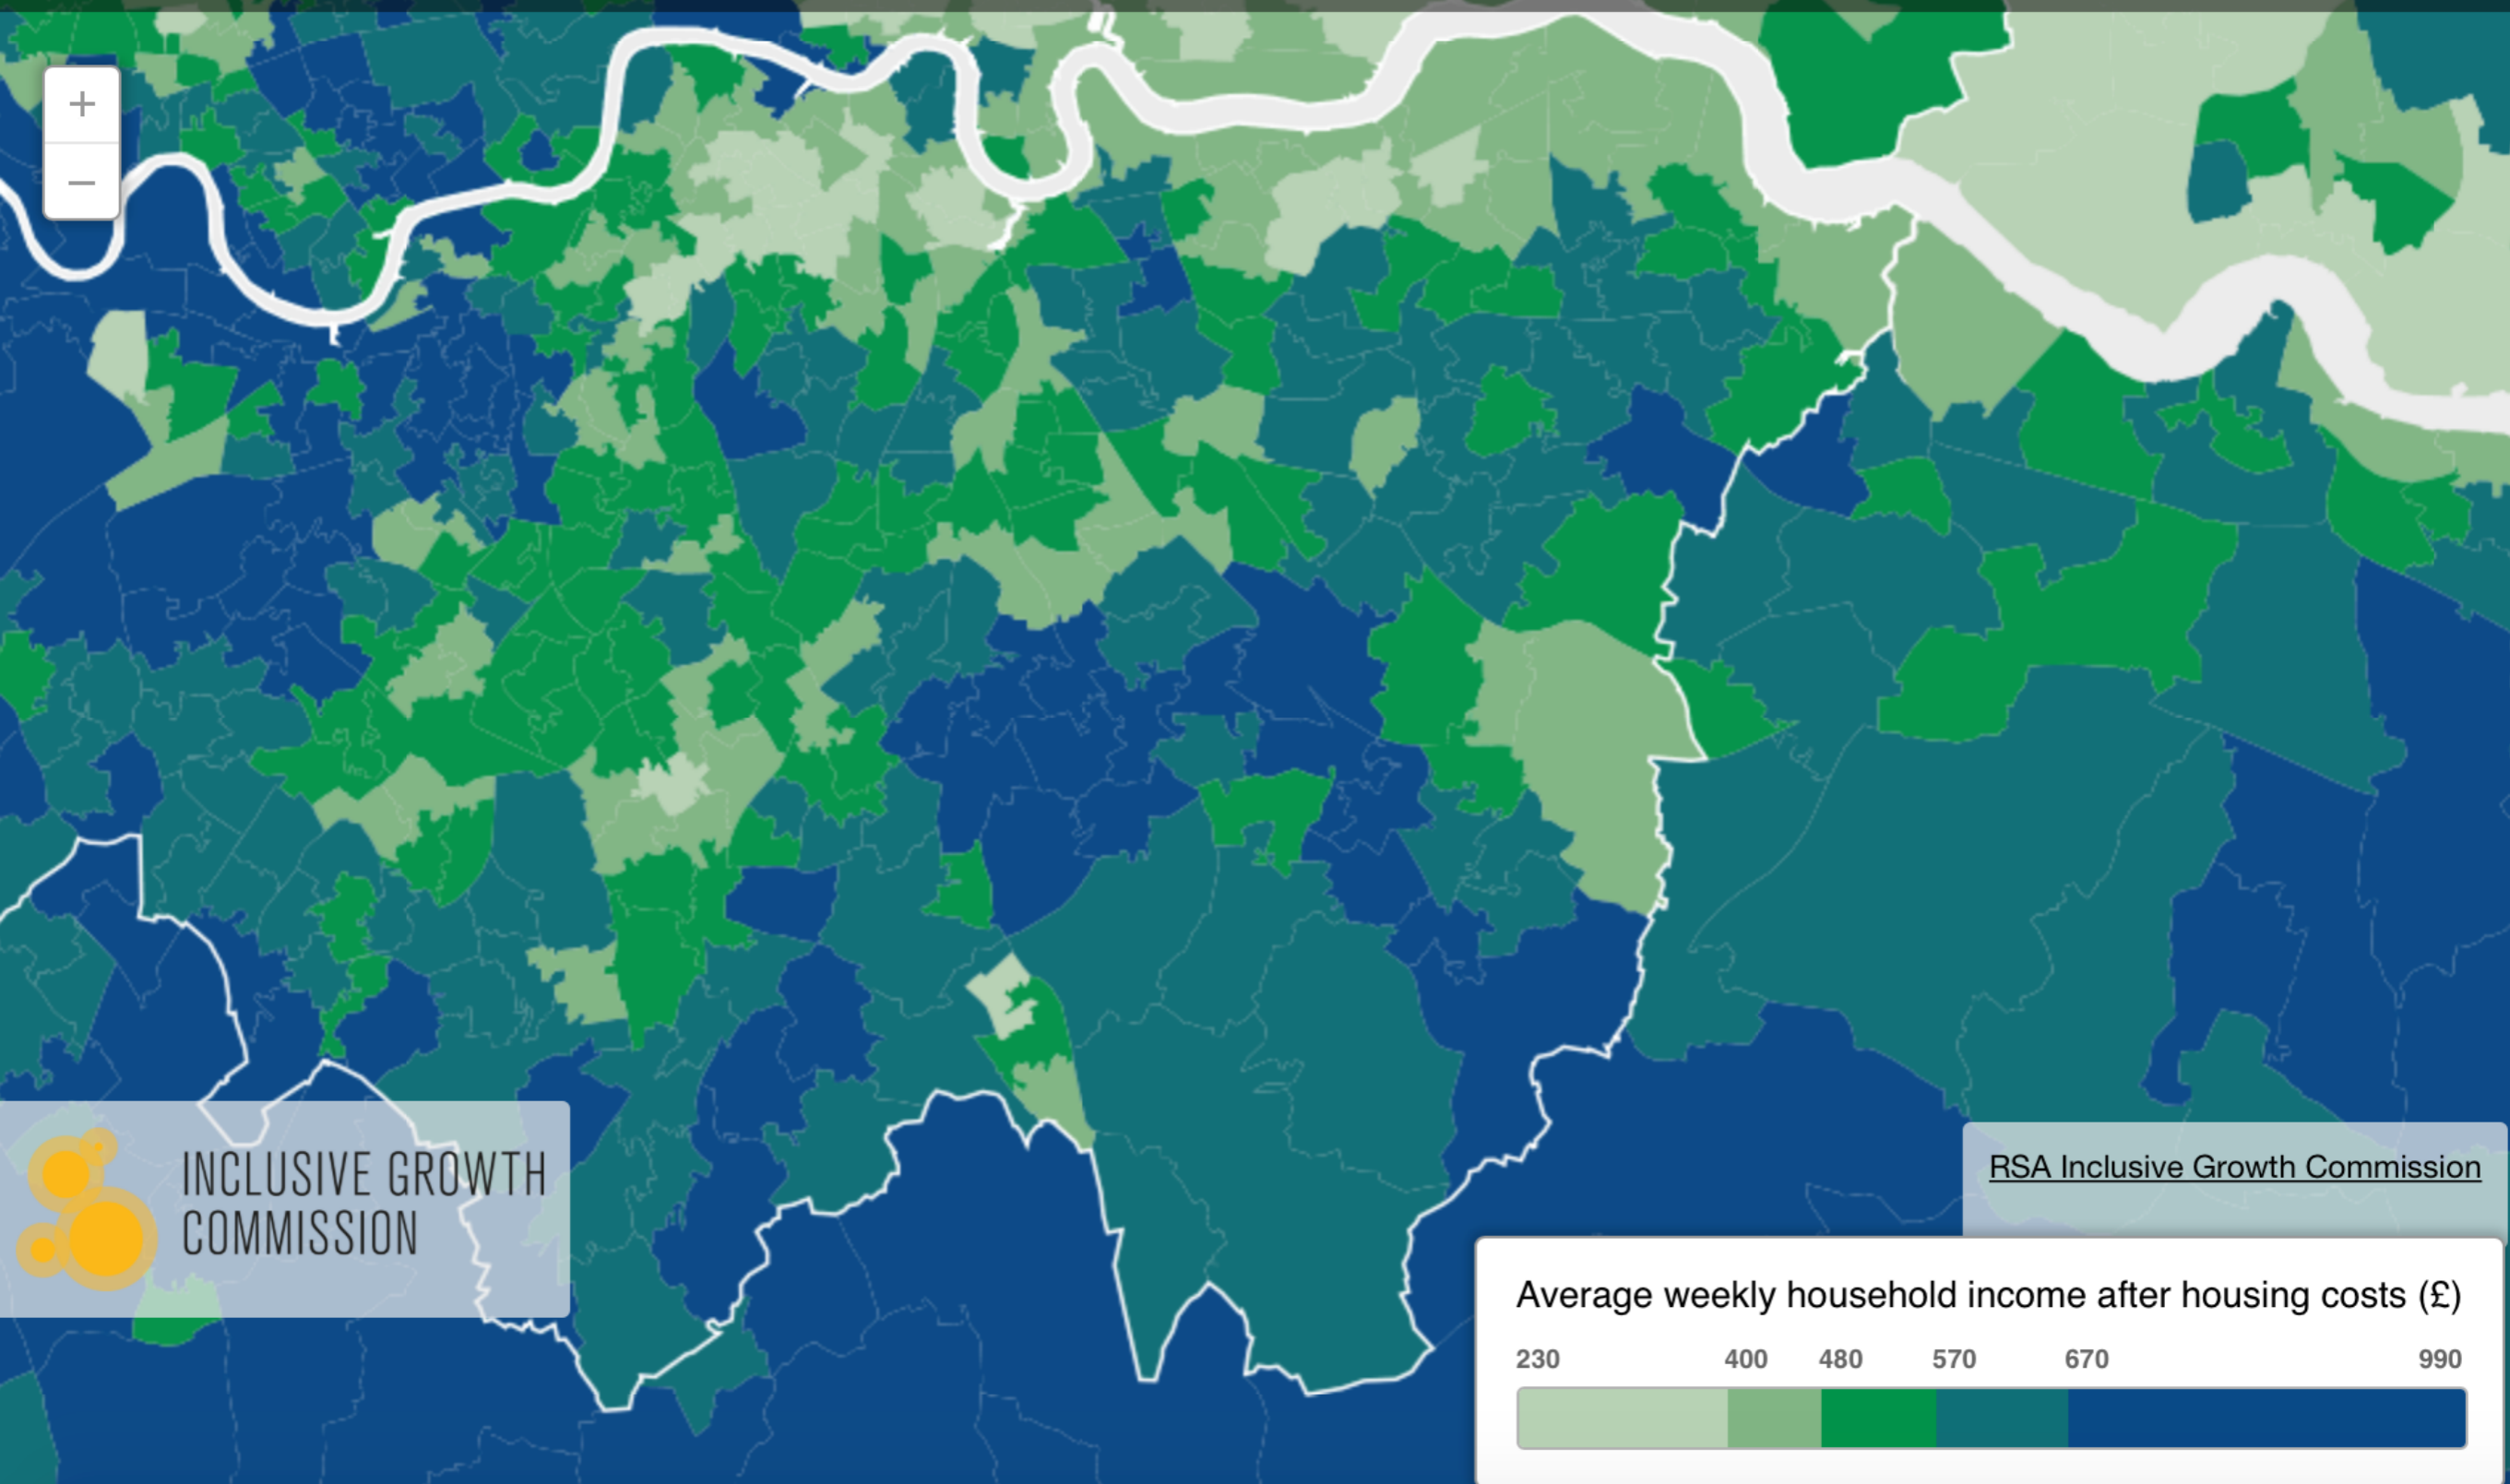 +
−
INCLUSIVE GROWTH
COMMISSION
RSA Inclusive Growth Commission
Average weekly household income after housing costs (£)
230 400 480 570 670 990